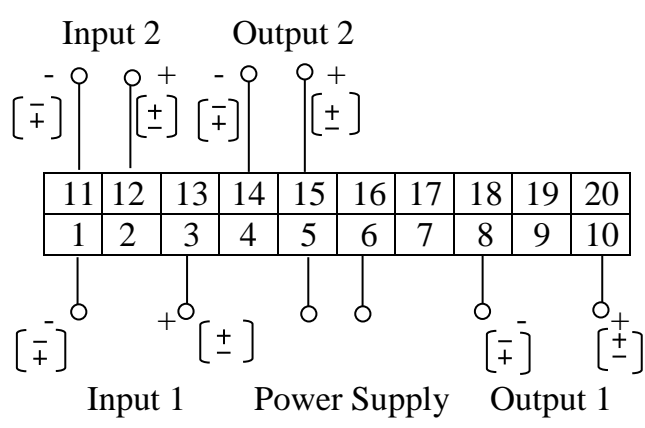 Input 2 Output 2
- + - +
[∓] [±] [∓] [±]
11 12 13 14 15 16 17 18 19 20
1 2 3 4 5 6 7 8 9 10
- + - +
[∓] [±] [∓] [±]
Input 1 Power Supply Output 1